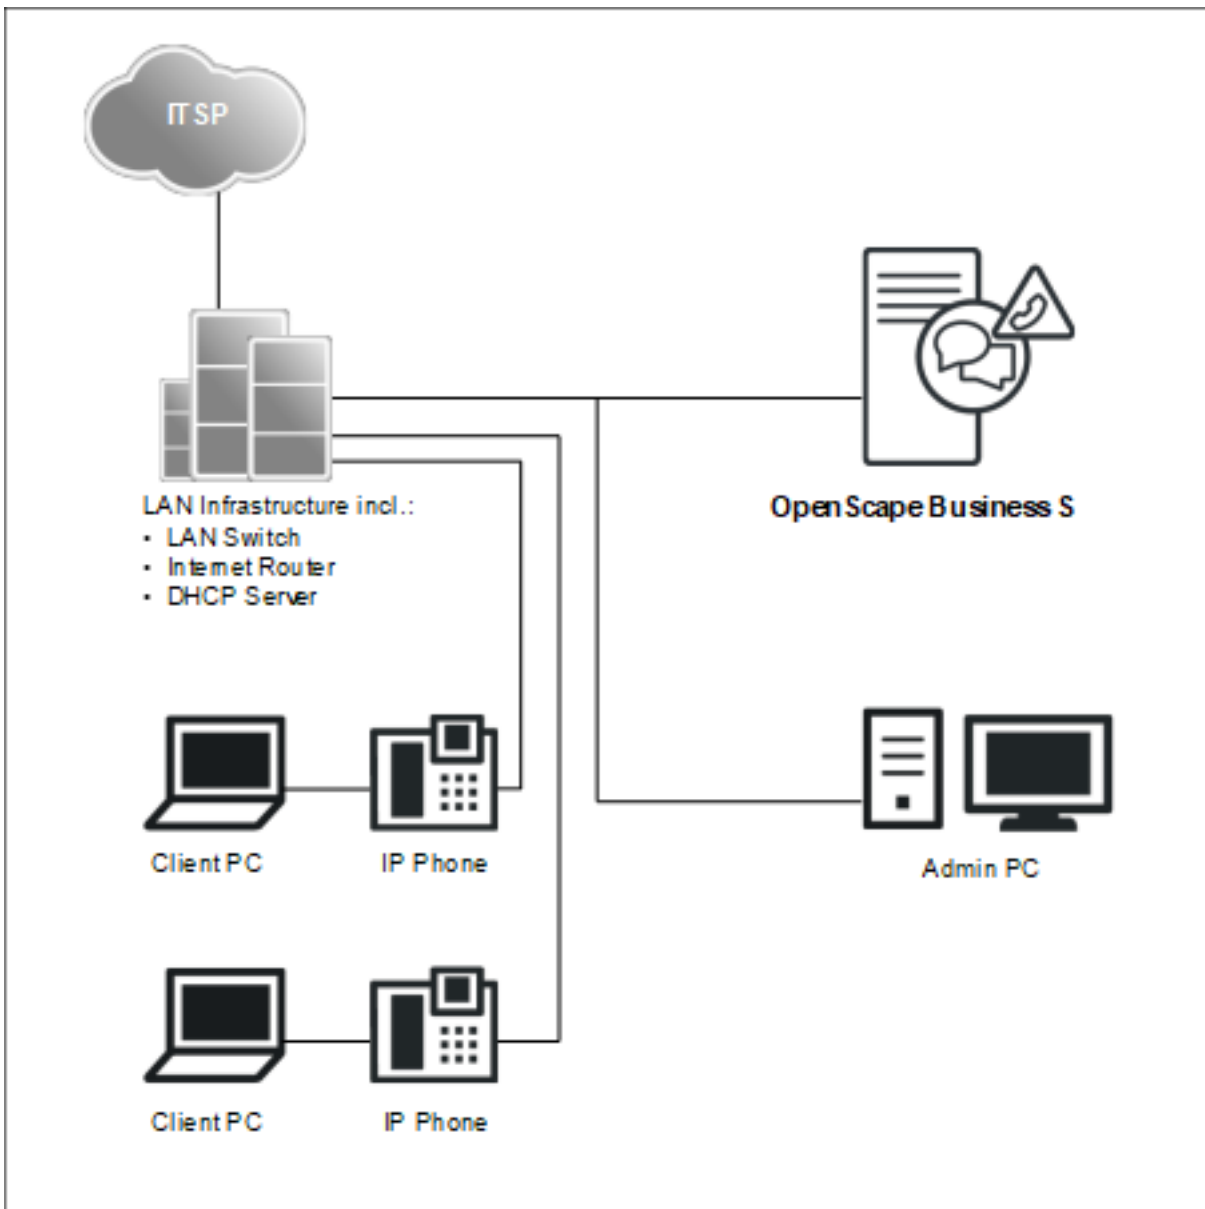 ITSP
LAN Infrastructure incl.:
• LAN Switch
• Internet Router
• DHCP Server
OpenScape Business S
Client PC
IP Phone
Admin PC
Client PC
IP Phone